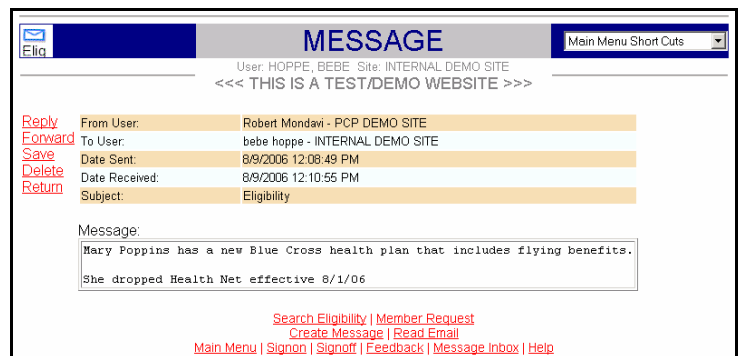 Elig
MESSAGE
Main Menu Short Cuts
User: HOPPE, BEBE Site: INTERNAL DEMO SITE
<<< THIS IS A TEST/DEMO WEBSITE >>>
Reply
Forward
Save
Delete
Return
From User: Robert Mondavi - PCP DEMO SITE
To User: bebe hoppe - INTERNAL DEMO SITE
Date Sent: 8/9/2006 12:08:49 PM
Date Received: 8/9/2006 12:10:55 PM
Subject: Eligibility
Message:
Mary Poppins has a new Blue Cross health plan that includes flying benefits.
She dropped Health Net effective 8/1/06
Search Eligibility | Member Request
Create Message | Read Email
Main Menu | Signon | Signoff | Feedback | Message Inbox | Help